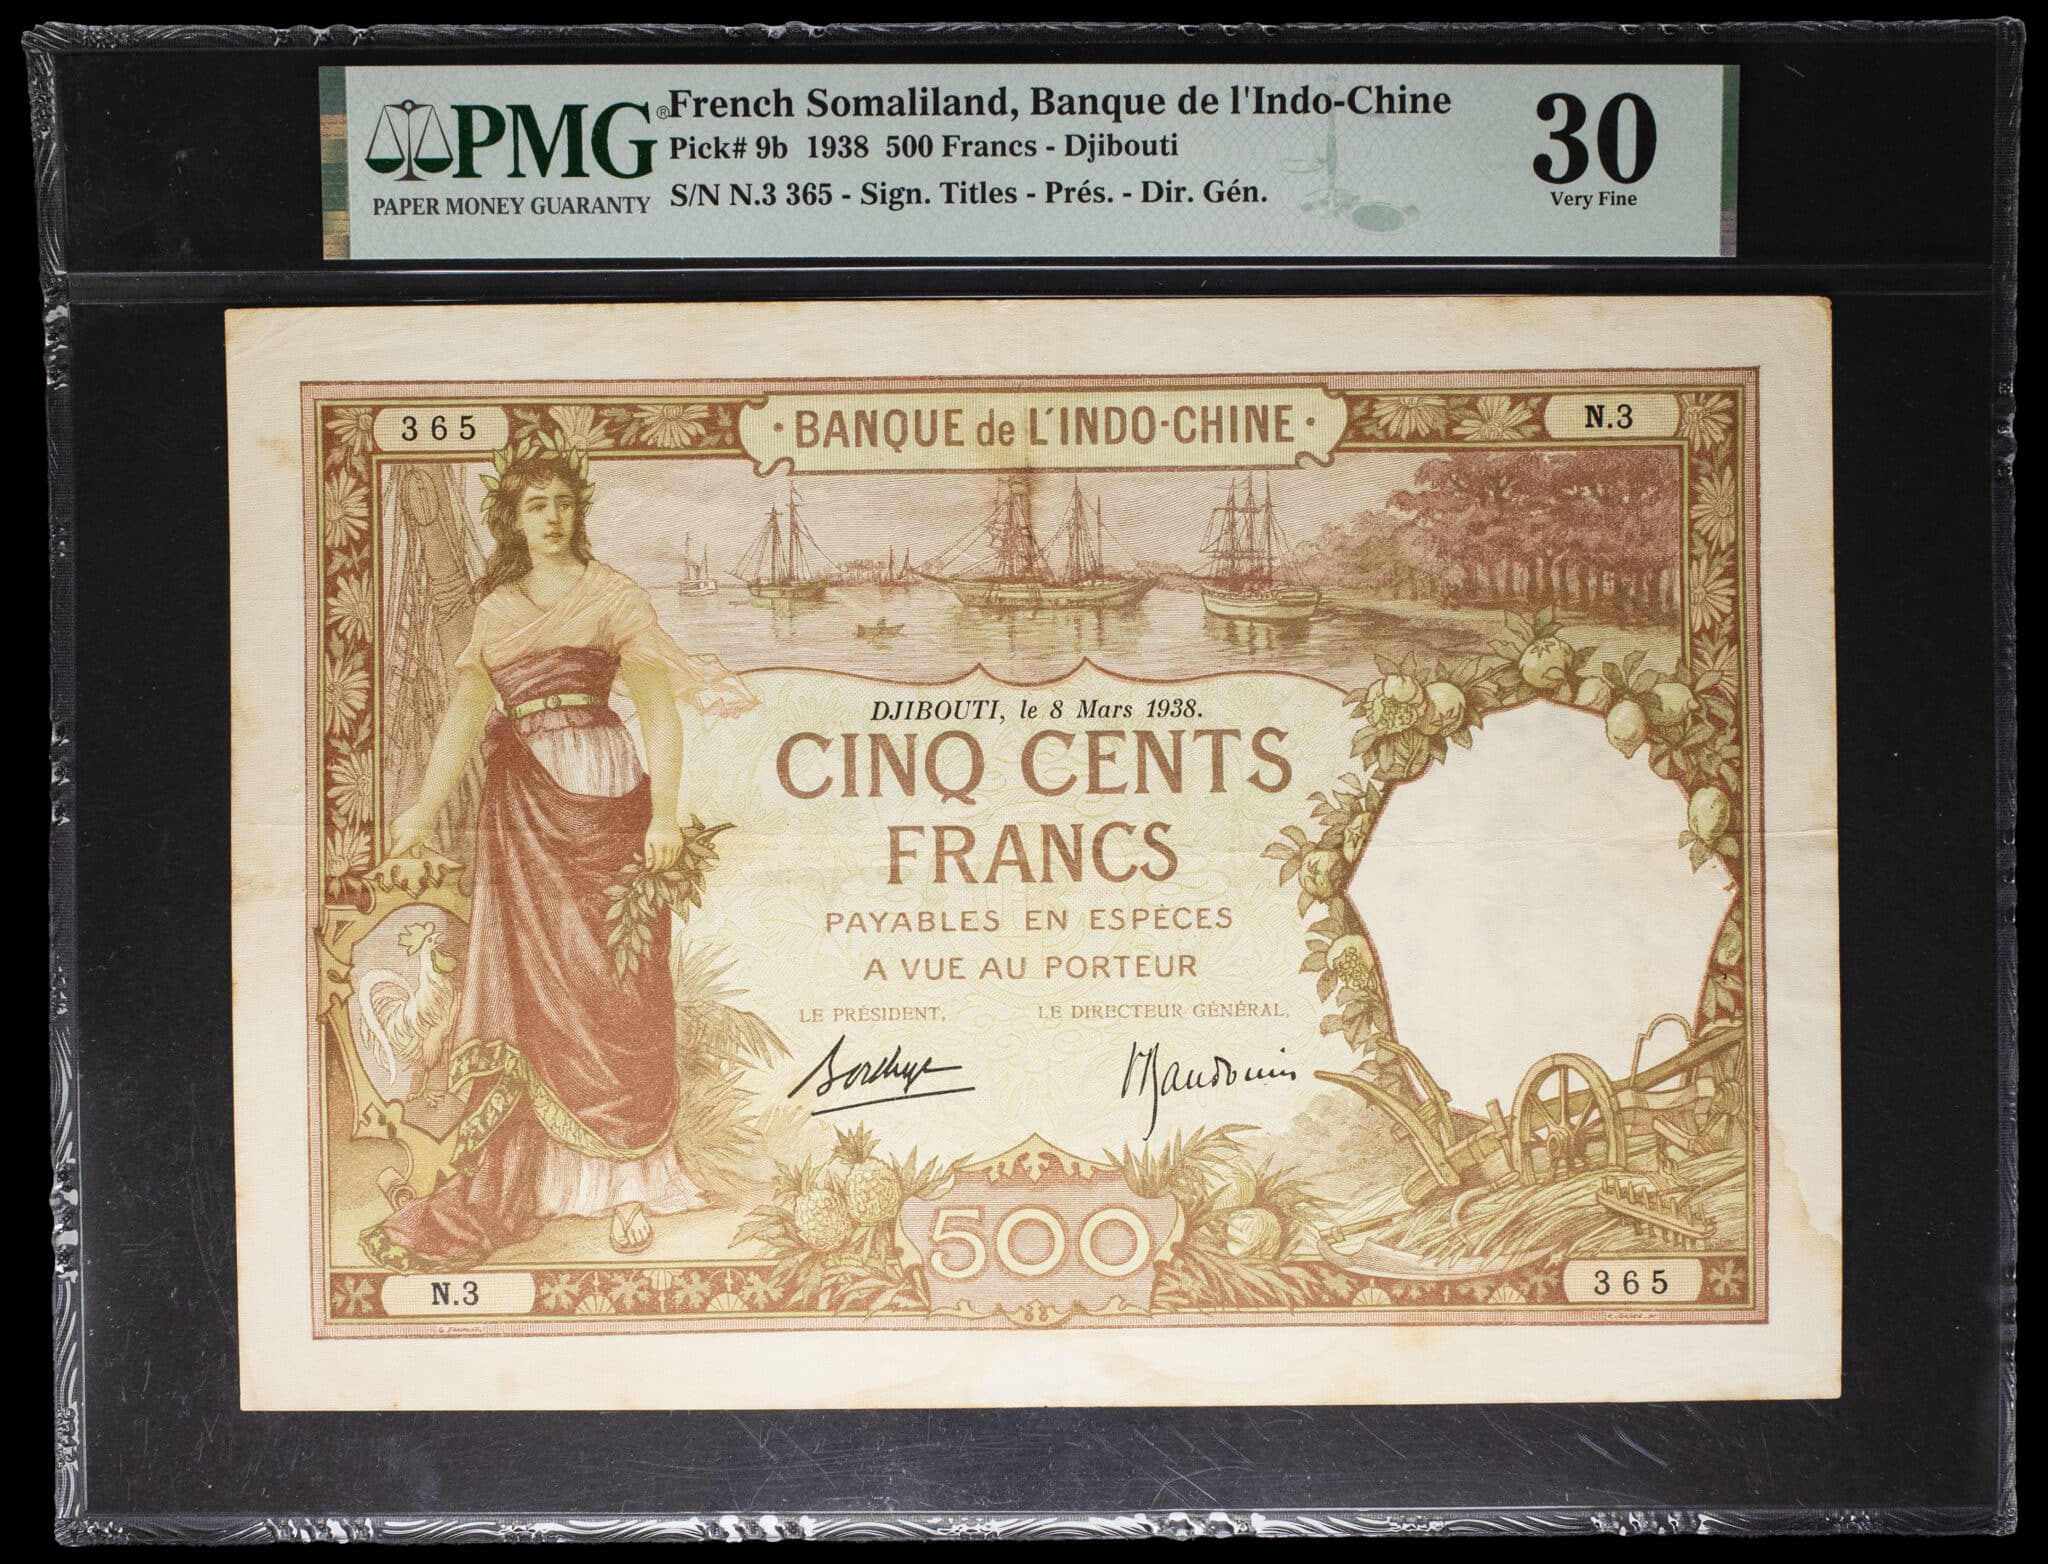 PMG®
PAPER MONEY GUARANTY
French Somaliland, Banque de l'Indo-Chine
Pick# 9b 1938 500 Francs - Djibouti
S/N N.3 365 - Sign. Titles - Prés. - Dir. Gén.
30
Very Fine
365
·BANQUE de L'INDO-CHINE·
N.3
DJIBOUTI, le 8 Mars 1938.
CINQ CENTS
FRANCS
PAYABLES EN ESPÈCES
A VUE AU PORTEUR
LE PRÉSIDENT,
LE DIRECTEUR GÉNÉRAL,
N.3
500
365